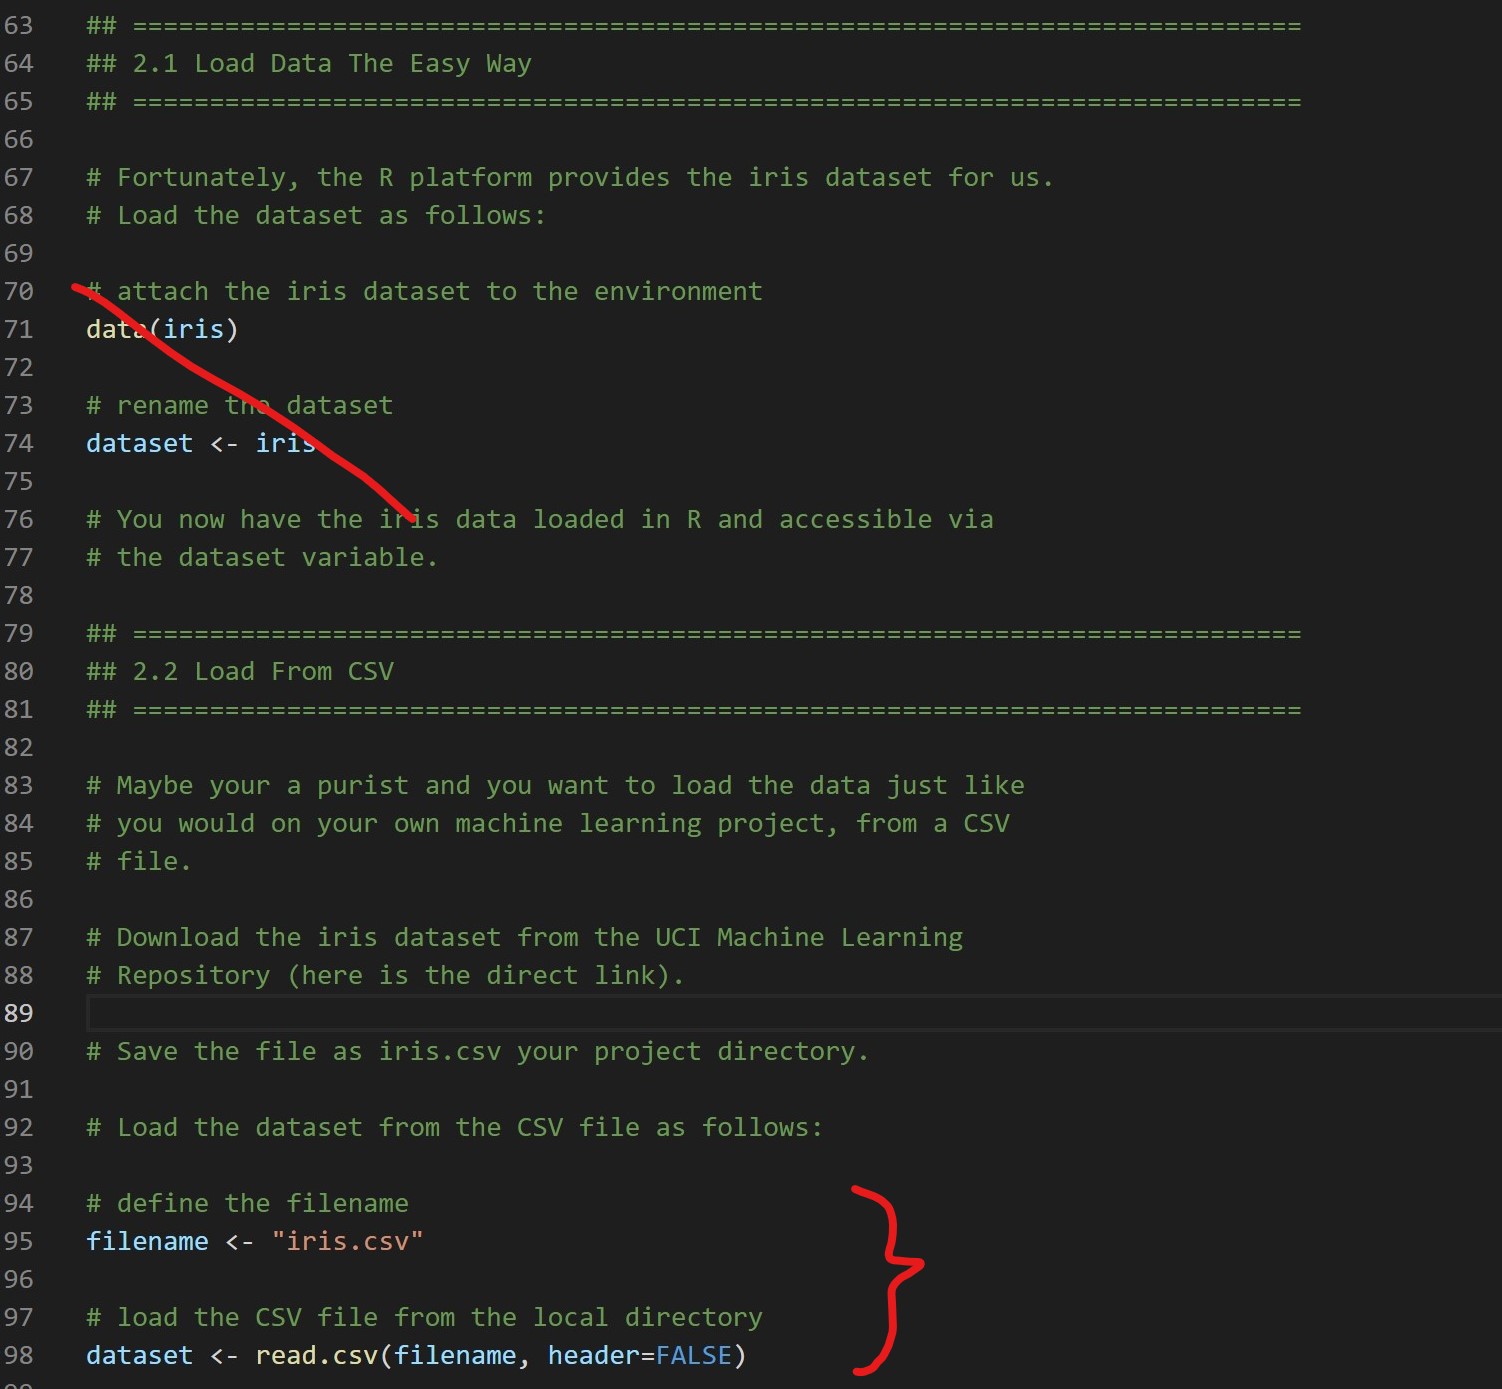 63 ## ============================================================================
64 ## 2.1 Load Data The Easy Way
65 ## ============================================================================
66
67 # Fortunately, the R platform provides the iris dataset for us.
68 # Load the dataset as follows:
69
70 # attach the iris dataset to the environment
71 data(iris)
72
73 # rename the dataset
74 dataset <- iris
75
76 # You now have the iris data loaded in R and accessible via
77 # the dataset variable.
78
79 ## ============================================================================
80 ## 2.2 Load From CSV
81 ## ============================================================================
82
83 # Maybe your a purist and you want to load the data just like
84 # you would on your own machine learning project, from a CSV
85 # file.
86
87 # Download the iris dataset from the UCI Machine Learning
88 # Repository (here is the direct link).
89
90 # Save the file as iris.csv your project directory.
91
92 # Load the dataset from the CSV file as follows:
93
94 # define the filename
95 filename <- "iris.csv"
96
97 # load the CSV file from the local directory
98 dataset <- read.csv(filename, header=FALSE)